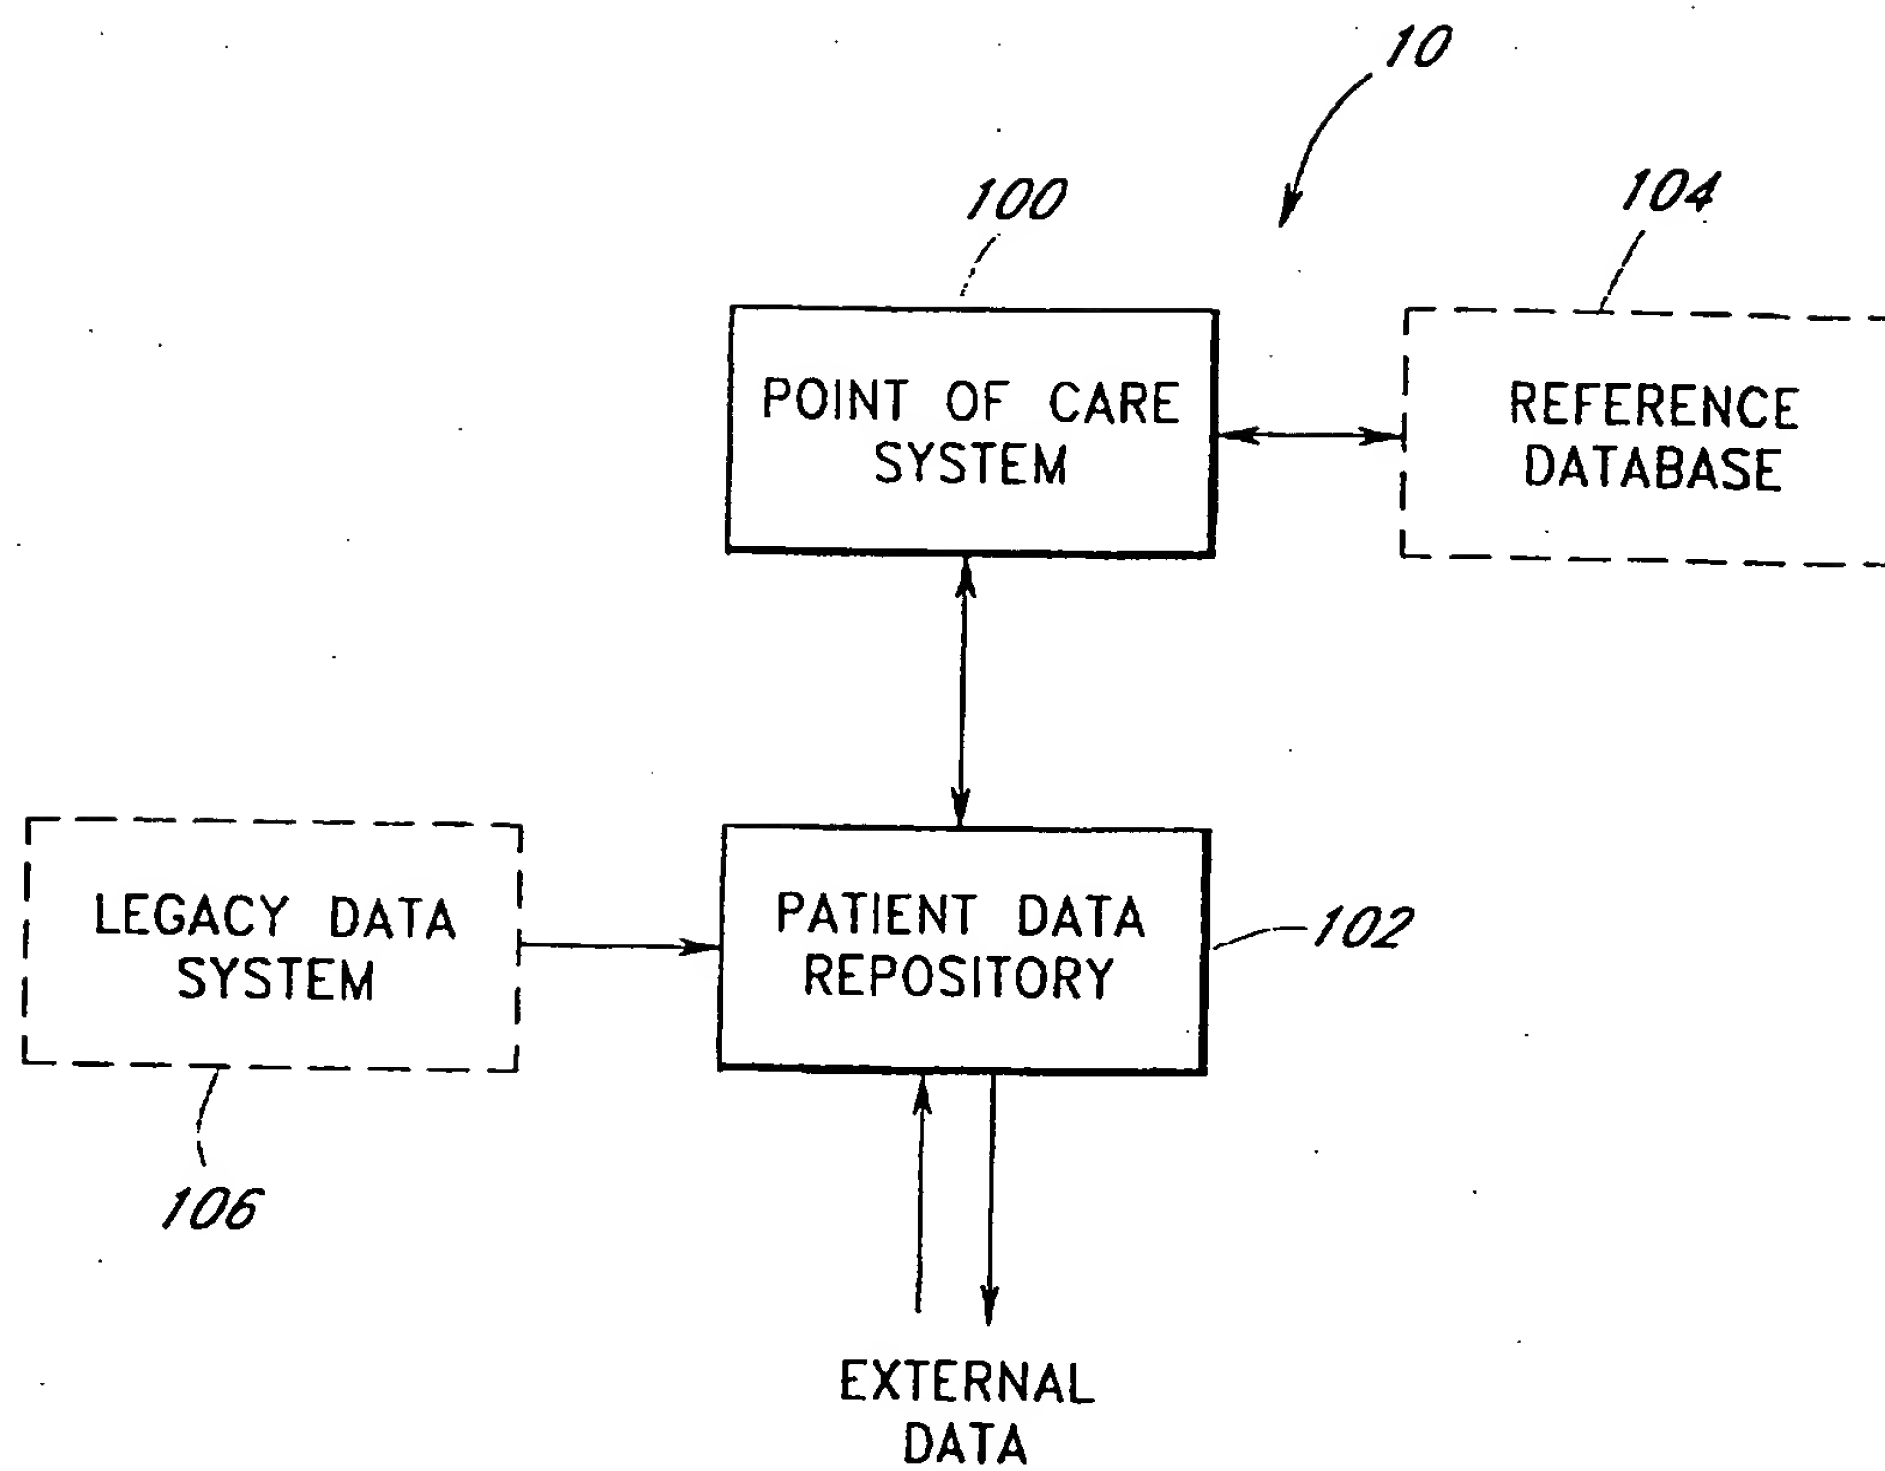 10
100
104
POINT OF CARE
SYSTEM
REFERENCE
DATABASE
LEGACY DATA
SYSTEM
PATIENT DATA
REPOSITORY
102
106
EXTERNAL
DATA